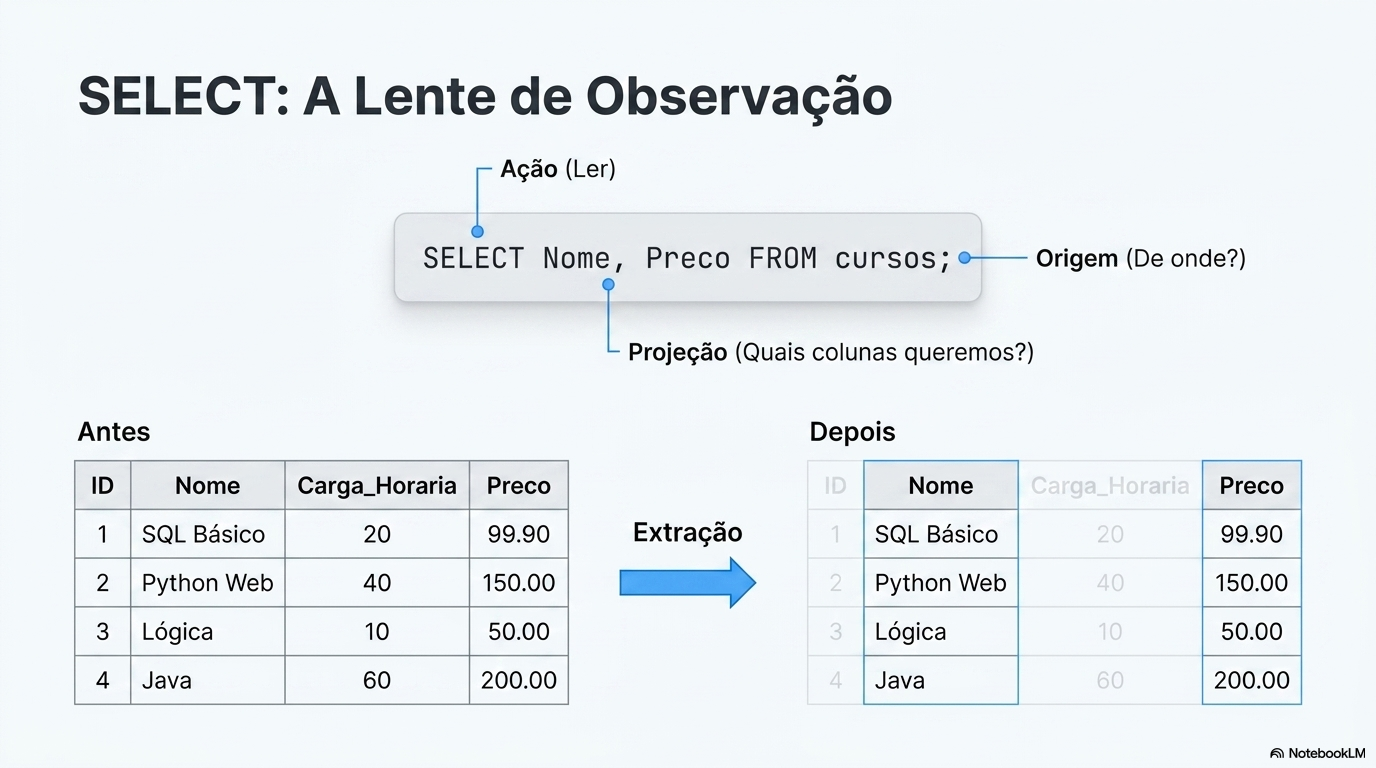 SELECT: A Lente de Observação
Ação (Ler)
SELECT Nome, Preco FROM cursos;
Origem (De onde?)
Projeção (Quais colunas queremos?)
Antes
ID Nome Carga_Horaria Preco
1 SQL Básico 20 99.90
2 Python Web 40 150.00
3 Lógica 10 50.00
4 Java 60 200.00
Extração
Depois
ID Nome Carga_Horaria Preco
1 SQL Básico 20 99.90
2 Python Web 40 150.00
3 Lógica 10 50.00
4 Java 60 200.00
NotebookLM